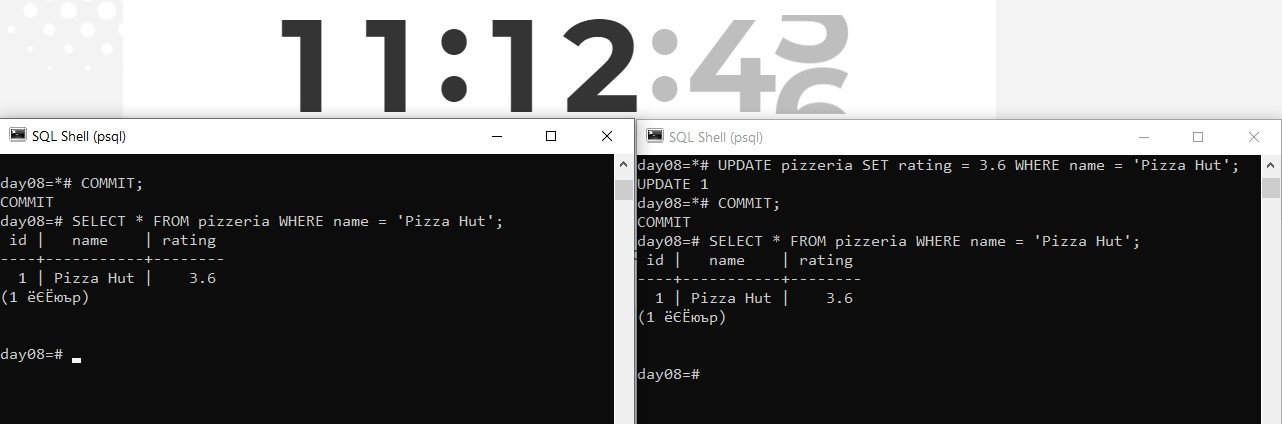 11:12:4
SQL Shell (psql)
day08=*# COMMIT;
COMMIT
day08=# SELECT * FROM pizzeria WHERE name = 'Pizza Hut';
 id |   name    | rating
----+-----------+--------
  1 | Pizza Hut |    3.6
(1 ёЄЁюър)
day08=#
SQL Shell (psql)
day08=*# UPDATE pizzeria SET rating = 3.6 WHERE name = 'Pizza Hut';
UPDATE 1
day08=*# COMMIT;
COMMIT
day08=# SELECT * FROM pizzeria WHERE name = 'Pizza Hut';
 id |   name    | rating
----+-----------+--------
  1 | Pizza Hut |    3.6
(1 ёЄЁюър)
day08=#